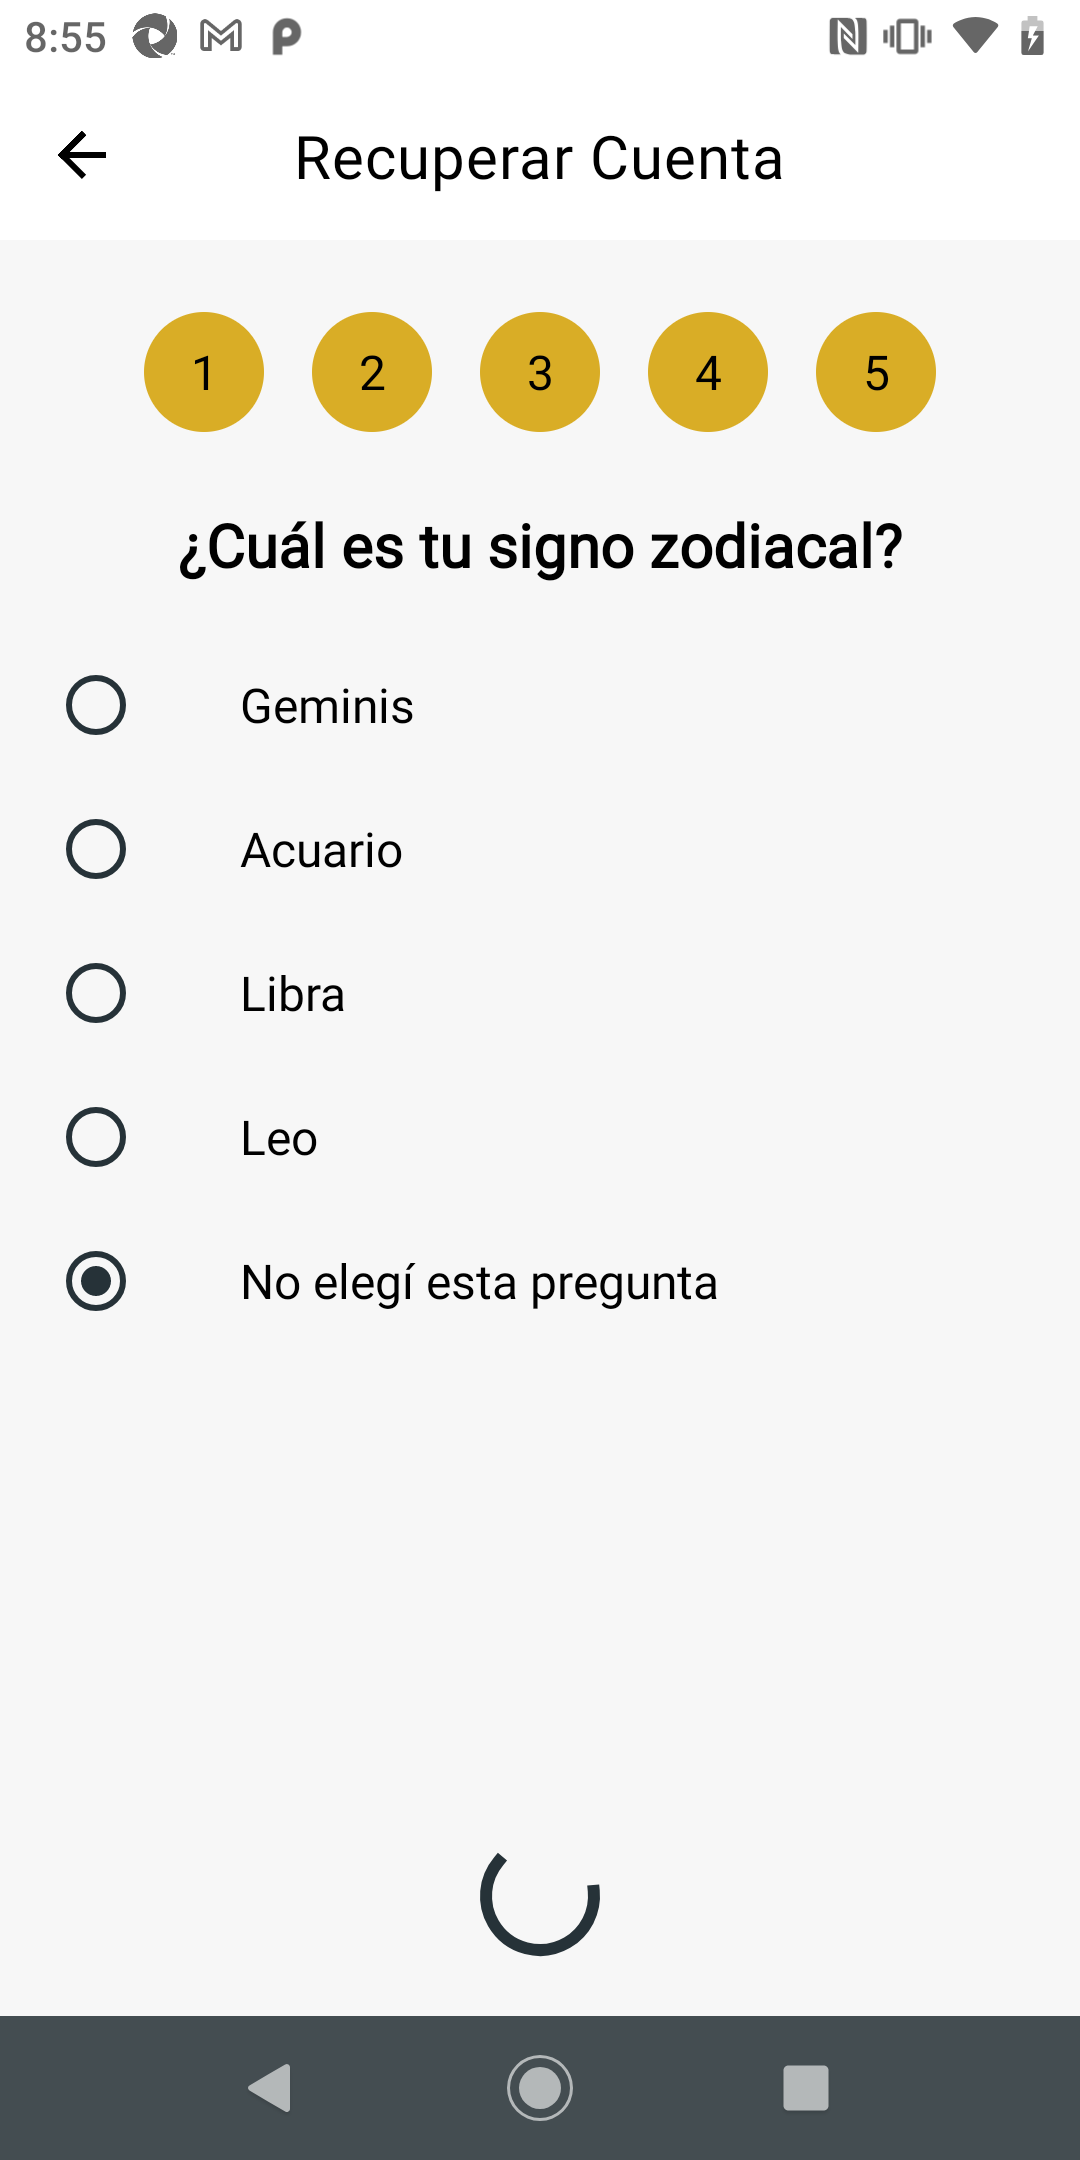 8:55
Recuperar Cuenta
1 2 3 4 5
¿Cuál es tu signo zodiacal?
Geminis
Acuario
Libra
Leo
No elegí esta pregunta